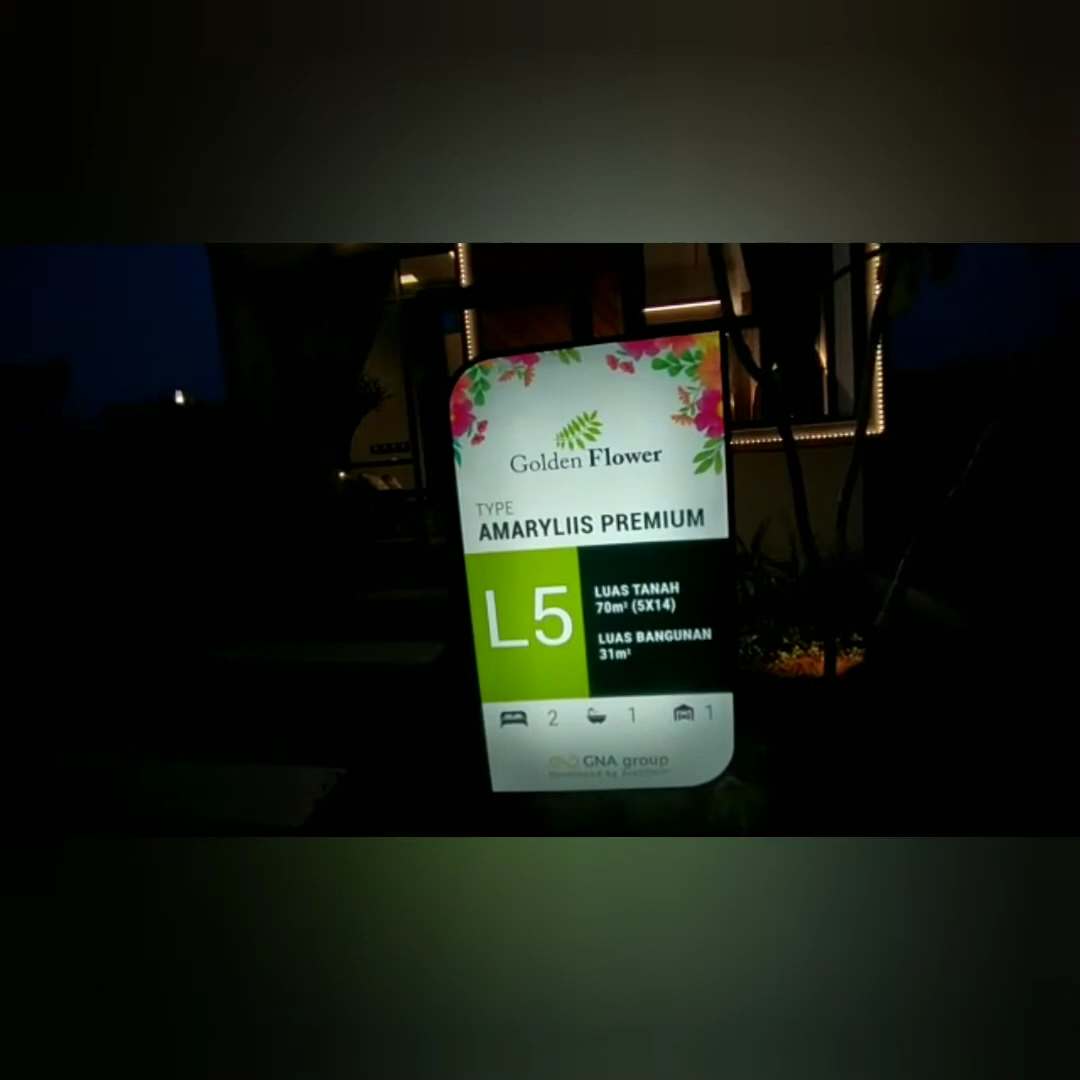 Golden Flower
TYPE
AMARYLIIS PREMIUM
L5
LUAS TANAH
70m² (5X14)
LUAS BANGUNAN
31m²
2 1 1
GNA group